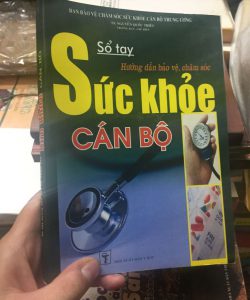 BAN BẢO VỆ CHĂM SÓC SỨC KHỎE CÁN BỘ TRUNG ƯƠNG
Sổ tay
Hướng dẫn bảo vệ, chăm sóc
Sức khỏe
CÁN BỘ